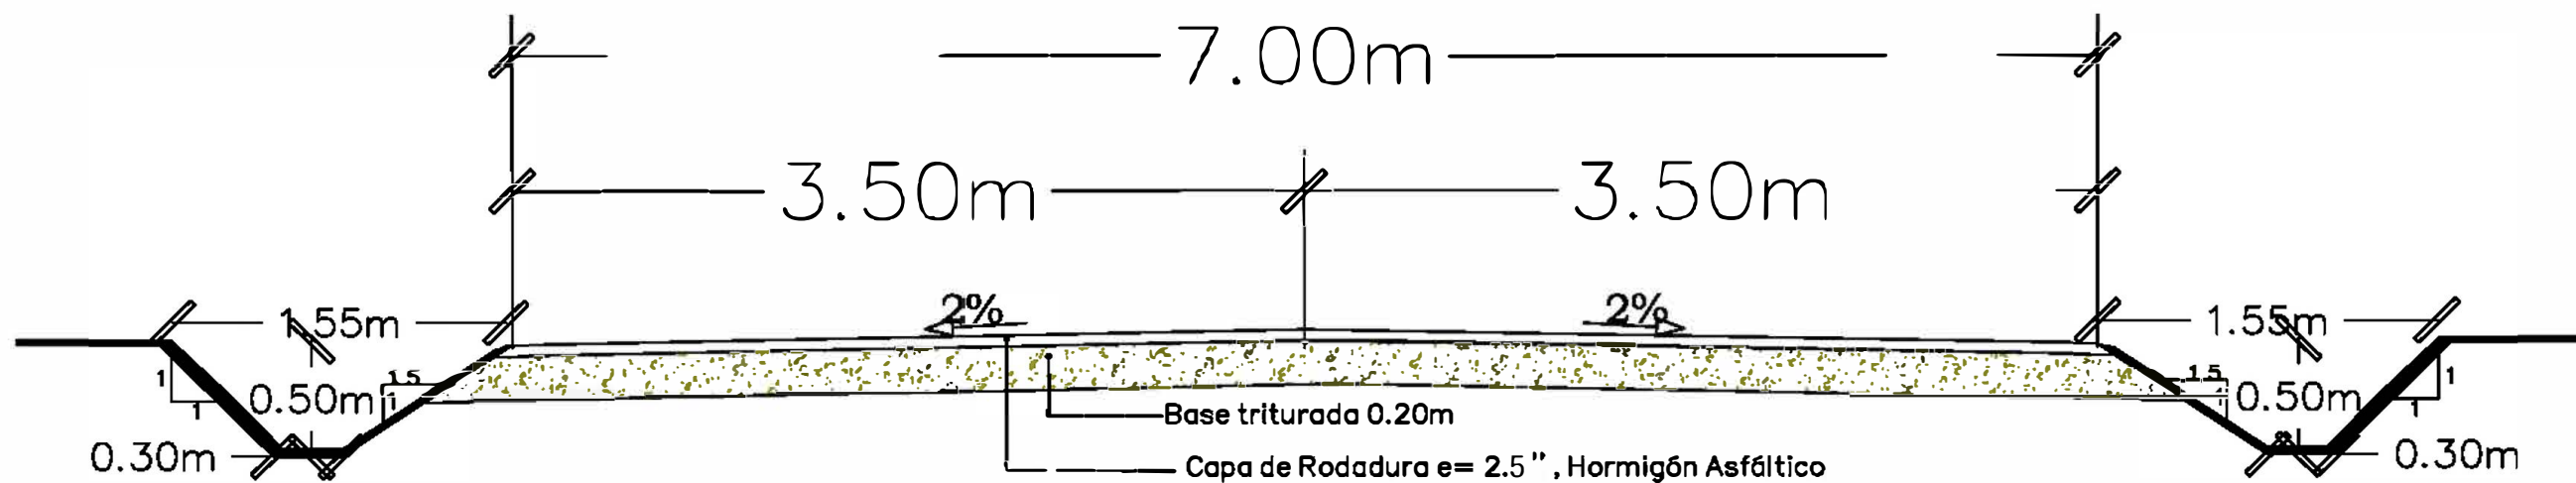 7.00m
3.50m 3.50m
2% 2%
1.55m 1.55m
1 1.5 1.5 1
1 0.50m 1 0.50m 1
Base triturada 0.20m
0.30m 0.30m
Capa de Rodadura e= 2.5", Hormigón Asfáltico